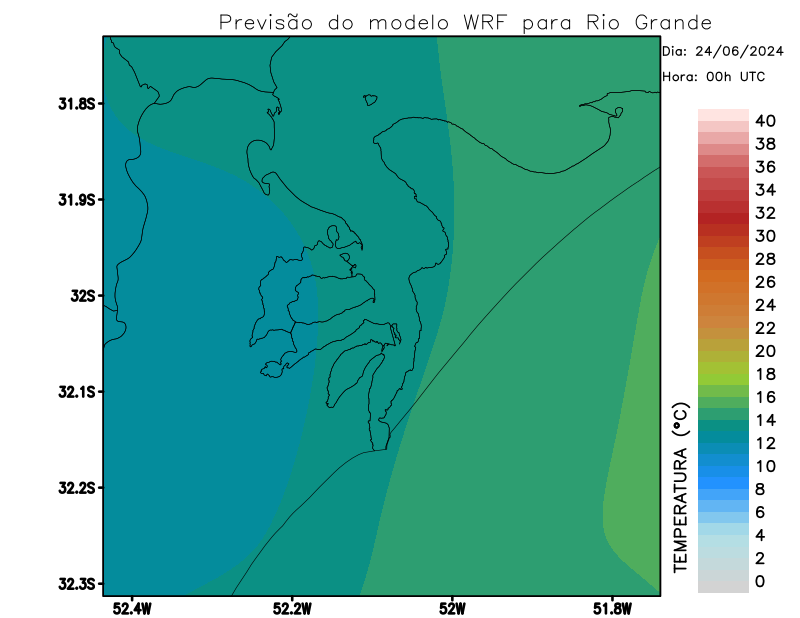 Previsão do modelo WRF para Rio Grande
Dia: 24/06/2024
Hora: 00h UTC
31.8S
31.9S
32S
32.1S
32.2S
32.3S
52.4W
52.2W
52W
51.8W
TEMPERATURA (°C)
40
38
36
34
32
30
28
26
24
22
20
18
16
14
12
10
8
6
4
2
0